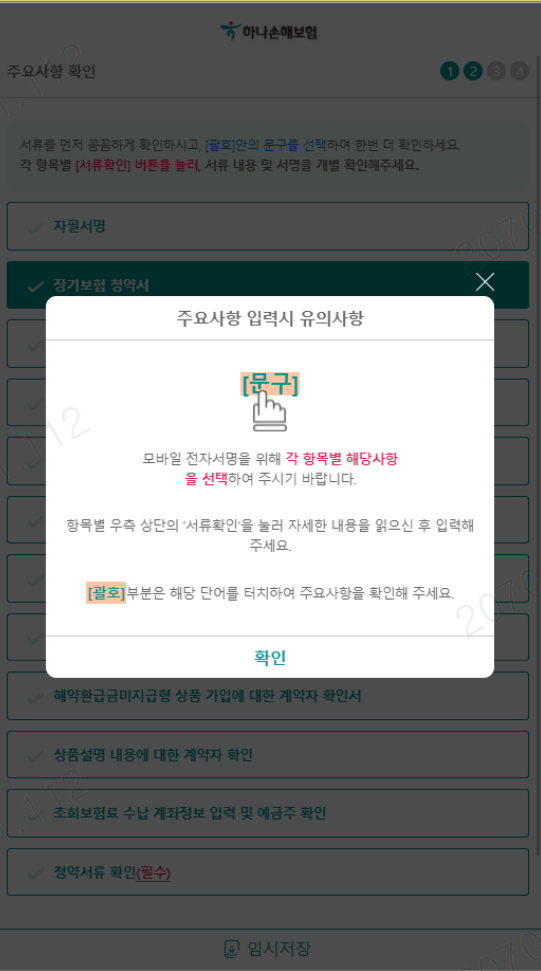 하나손해보험
주요사항 확인
1 2 3 4
서류를 먼저 꼼꼼하게 확인하시고, [괄호]안의 문구를 선택하여 한번 더 확인하세요.
각 항목별 [서류확인] 버튼을 눌러, 서류 내용 및 서명을 개별 확인해주세요.
자필서명
장기보험 청약서
주요사항 입력시 유의사항
[문구]
모바일 전자서명을 위해 각 항목별 해당사항
을 선택하여 주시기 바랍니다.
항목별 우측 상단의 '서류확인'을 눌러 자세한 내용을 읽으신 후 입력해
주세요.
[괄호]부분은 해당 단어를 터치하여 주요사항을 확인해 주세요.
확인
해약환급금미지급형 상품 가입에 대한 계약자 확인서
상품설명 내용에 대한 계약자 확인
초회보험료 수납 계좌정보 입력 및 예금주 확인
청약서류 확인(필수)
임시저장